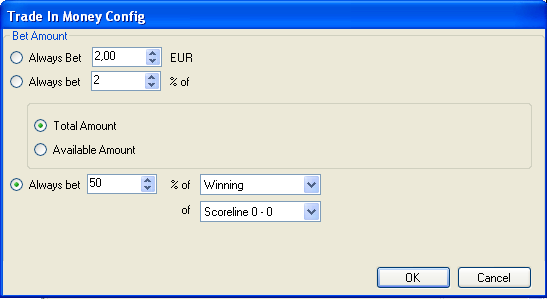 Trade In Money Config
Bet Amount
Always Bet 2,00 EUR
Always bet 2 % of
Total Amount
Available Amount
Always bet 50 % of Winning
of Scoreline 0 - 0
OK Cancel